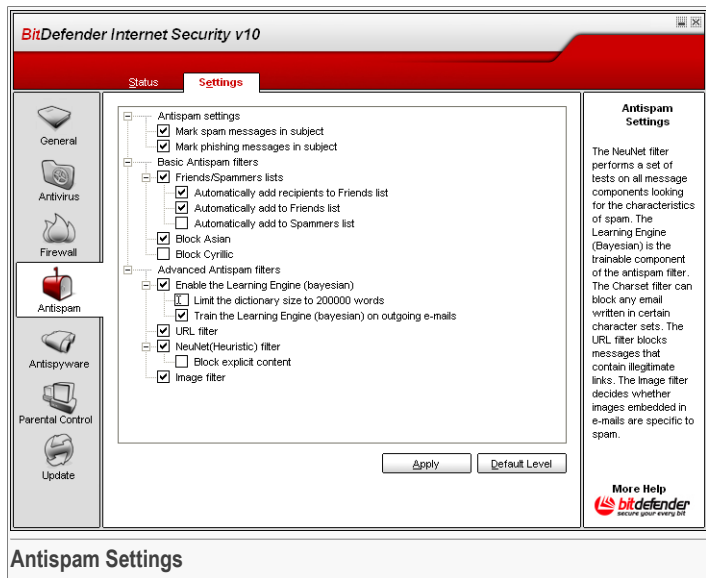 BitDefender Internet Security v10
Status
Settings
General
Antivirus
Firewall
Antispam
Antispyware
Parental Control
Update
Antispam settings
Mark spam messages in subject
Mark phishing messages in subject
Basic Antispam filters
Friends/Spammers lists
Automatically add recipients to Friends list
Automatically add to Friends list
Automatically add to Spammers list
Block Asian
Block Cyrillic
Advanced Antispam filters
Enable the Learning Engine (bayesian)
Limit the dictionary size to 200000 words
Train the Learning Engine (bayesian) on outgoing e-mails
URL filter
NeuNet(Heuristic) filter
Block explicit content
Image filter
Apply
Default Level
Antispam
Settings
The NeuNet filter
performs a set of
tests on all message
components looking
for the characteristics
of spam. The
Learning Engine
(Bayesian) is the
trainable component
of the antispam filter.
The Charset filter can
block any email
written in certain
character sets. The
URL filter blocks
messages that
contain illegitimate
links. The Image filter
decides whether
images embedded in
e-mails are specific to
spam.
More Help
bitdefender
secure your every bit
Antispam Settings